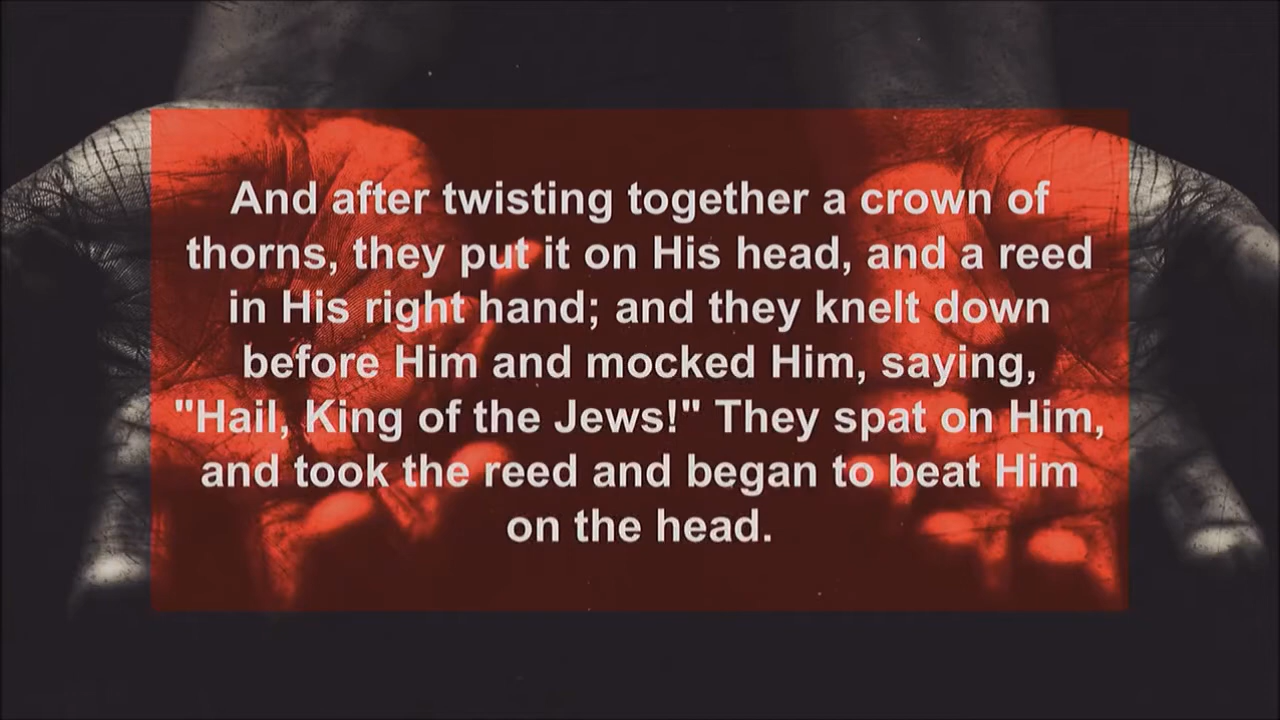 And after twisting together a crown of
thorns, they put it on His head, and a reed
in His right hand; and they knelt down
before Him and mocked Him, saying,
"Hail, King of the Jews!" They spat on Him,
and took the reed and began to beat Him
on the head.